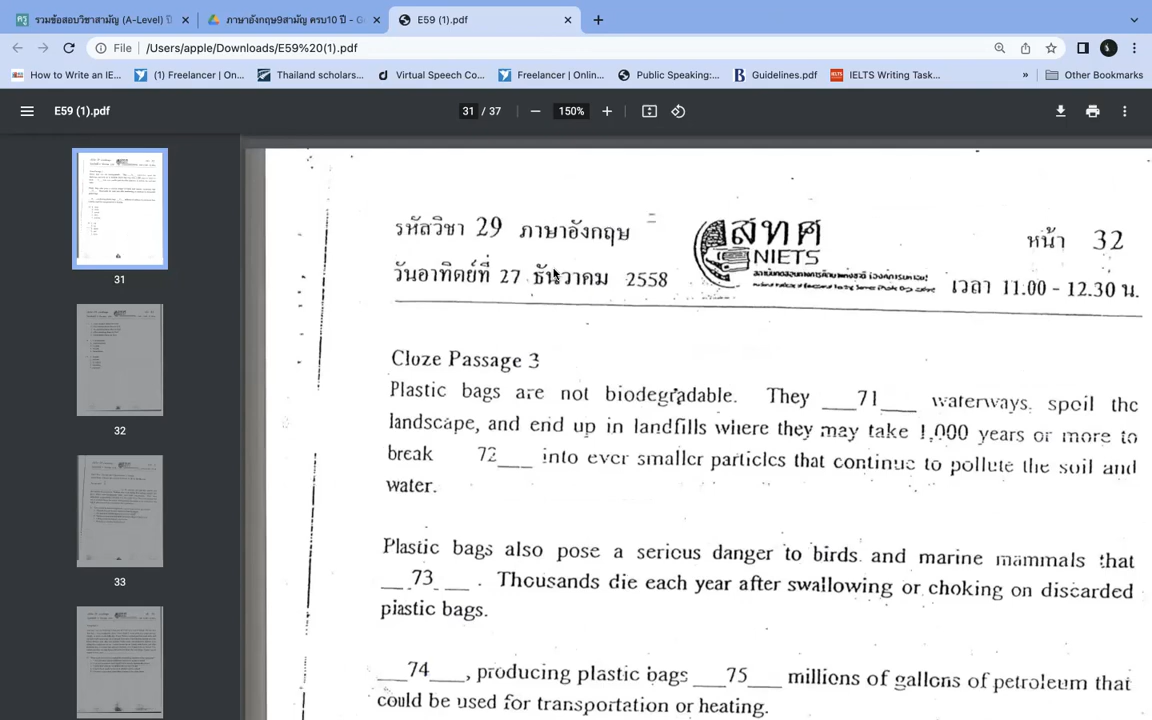 รวมข้อสอบวิชาสามัญ (A-Level) ปี
ภาษาอังกฤษ9สามัญ ครบ10 ปี - G
E59 (1).pdf
File
/Users/apple/Downloads/E59%20(1).pdf
How to Write an IE...
(1) Freelancer | On...
Thailand scholars...
Virtual Speech Co...
Freelancer | Onlin...
Public Speaking:...
Guidelines.pdf
IELTS Writing Task...
»
Other Bookmarks
E59 (1).pdf
31 / 37
150%
31
32
33
รหัสวิชา 29 ภาษาอังกฤษ
สทศ
หน้า 32
NIETS
วันอาทิตย์ที่ 27 ธันวาคม 2558
เวลา 11.00 - 12.30 น.
Cloze Passage 3
Plastic bags are not biodegradable. They ___71___ waterways, spoil the
landscape, and end up in landfills where they may take 1,000 years or more to
break 72___ into ever smaller particles that continue to pollute the soil and
water.
Plastic bags also pose a serious danger to birds and marine mammals that
__73__ . Thousands die each year after swallowing or choking on discarded
plastic bags.
___74___, producing plastic bags ___75___ millions of gallons of petroleum that
could be used for transportation or heating.